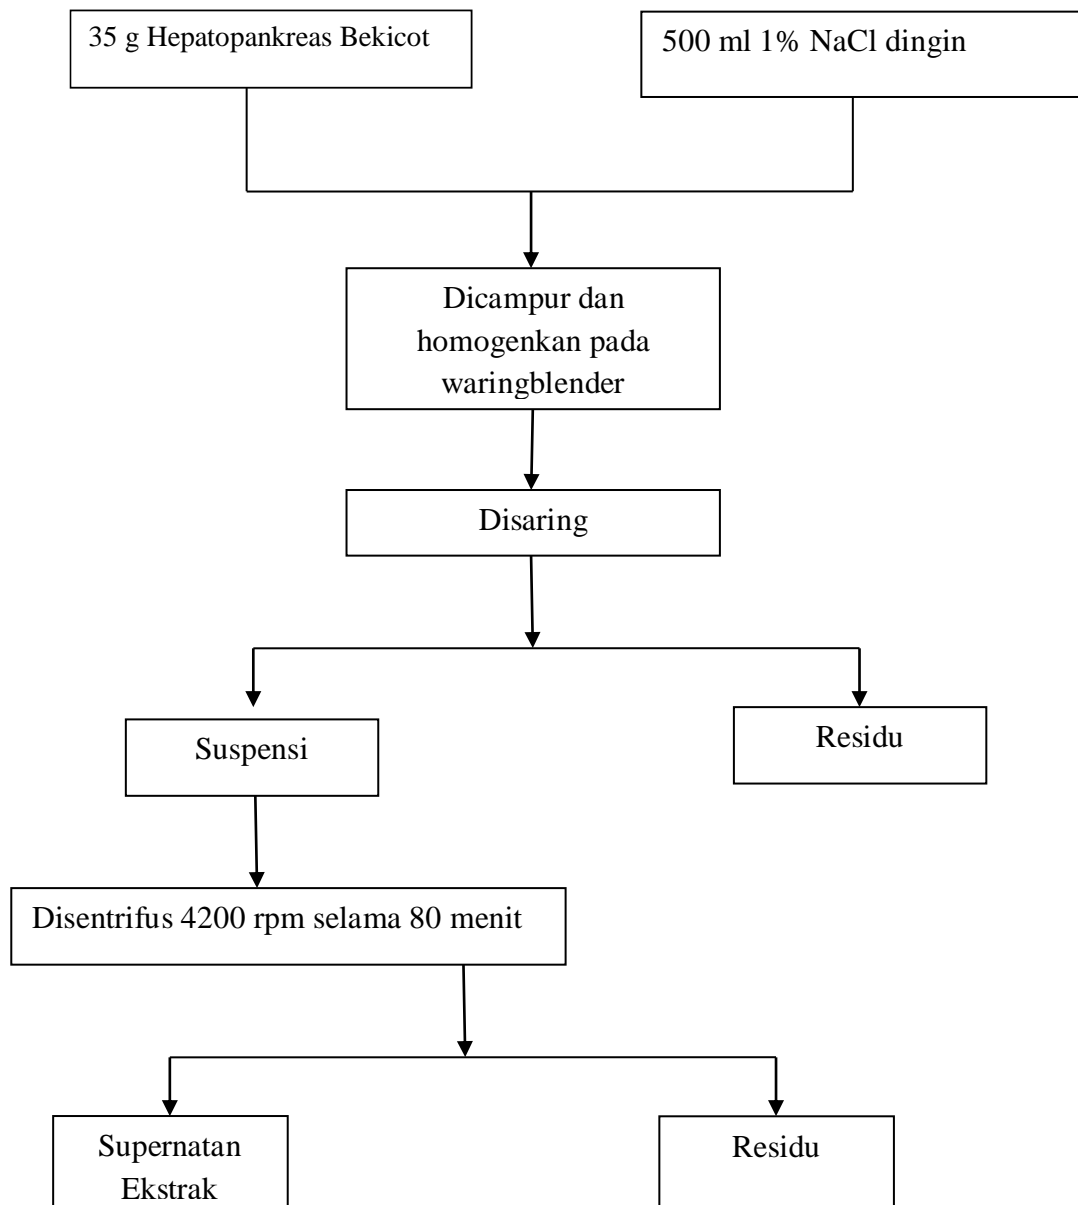 35 g Hepatopankreas Bekicot
500 ml 1% NaCl dingin
Dicampur dan
homogenkan pada
waringblender
Disaring
Suspensi
Residu
Disentrifus 4200 rpm selama 80 menit
Supernatan
Ekstrak
Residu